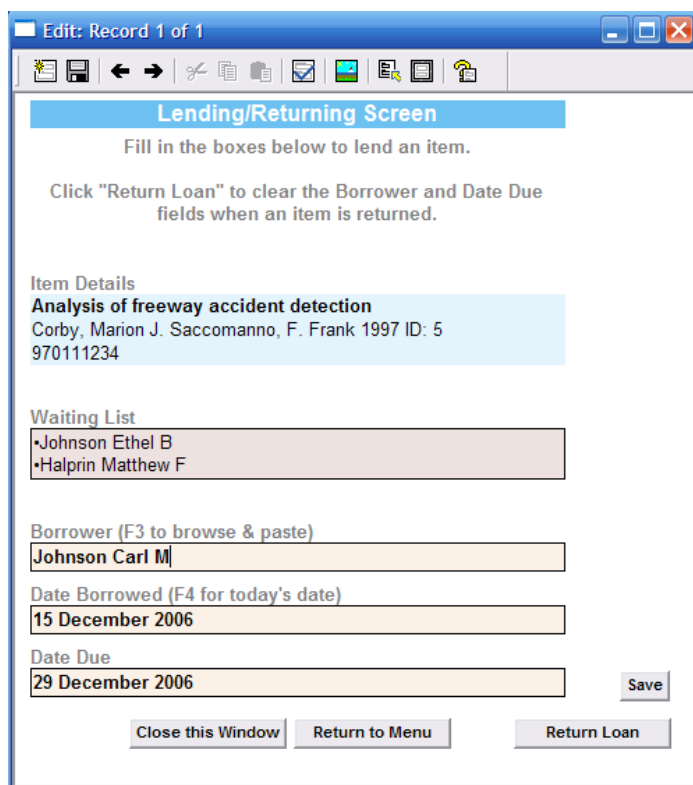 Edit: Record 1 of 1
Lending/Returning Screen
Fill in the boxes below to lend an item.
Click "Return Loan" to clear the Borrower and Date Due
fields when an item is returned.
Item Details
Analysis of freeway accident detection
Corby, Marion J. Saccomanno, F. Frank 1997 ID: 5
970111234
Waiting List
•Johnson Ethel B
•Halprin Matthew F
Borrower (F3 to browse & paste)
Johnson Carl M
Date Borrowed (F4 for today's date)
15 December 2006
Date Due
29 December 2006
Save
Close this Window Return to Menu Return Loan